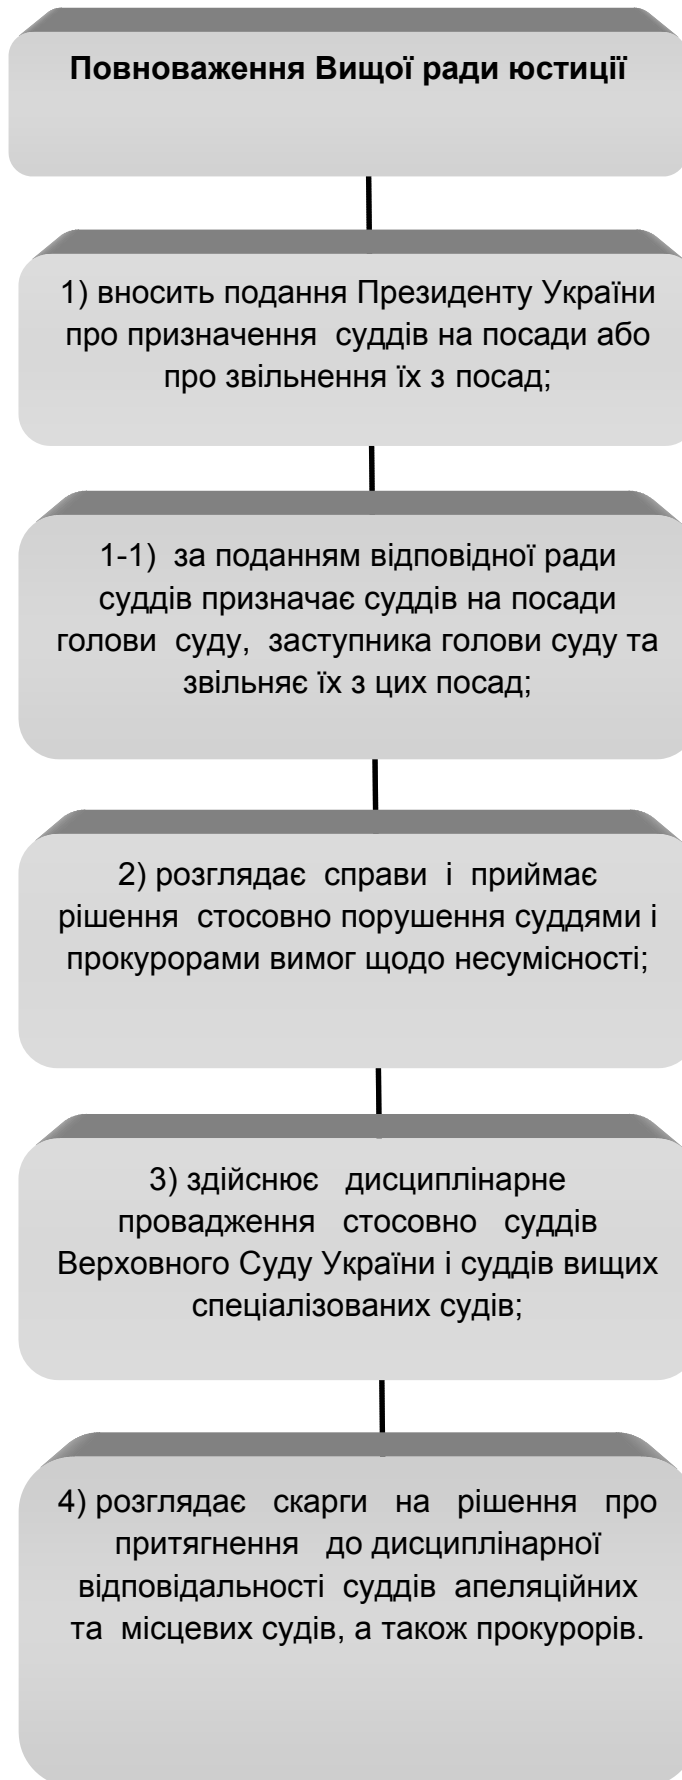 Повноваження Вищої ради юстиції
1) вносить подання Президенту України
про призначення суддів на посади або
про звільнення їх з посад;
1-1) за поданням відповідної ради
суддів призначає суддів на посади
голови суду, заступника голови суду та
звільняє їх з цих посад;
2) розглядає справи і приймає
рішення стосовно порушення суддями і
прокурорами вимог щодо несумісності;
3) здійснює дисциплінарне
провадження стосовно суддів
Верховного Суду України і суддів вищих
спеціалізованих судів;
4) розглядає скарги на рішення про
притягнення до дисциплінарної
відповідальності суддів апеляційних
та місцевих судів, а також прокурорів.